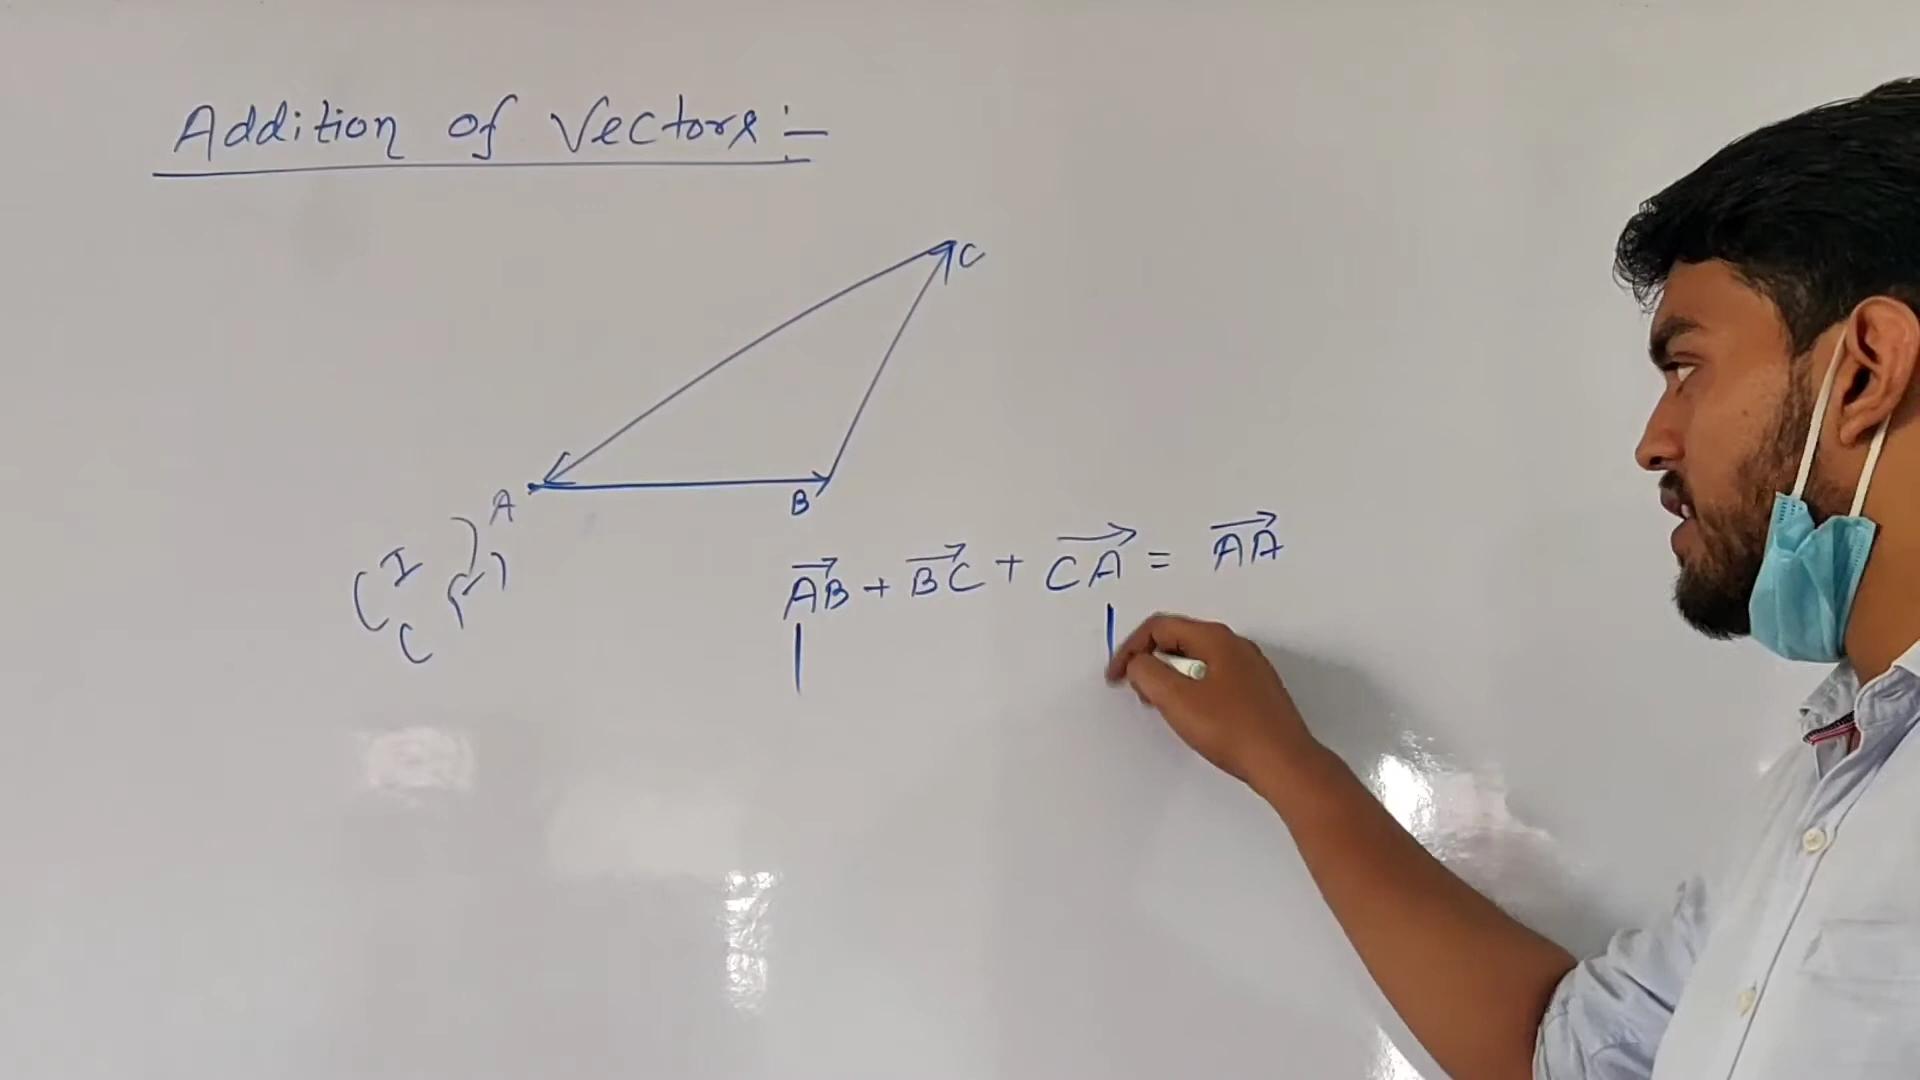 Addition of Vectors :-
C
A
B
(I
C
AB + BC + CA = AA